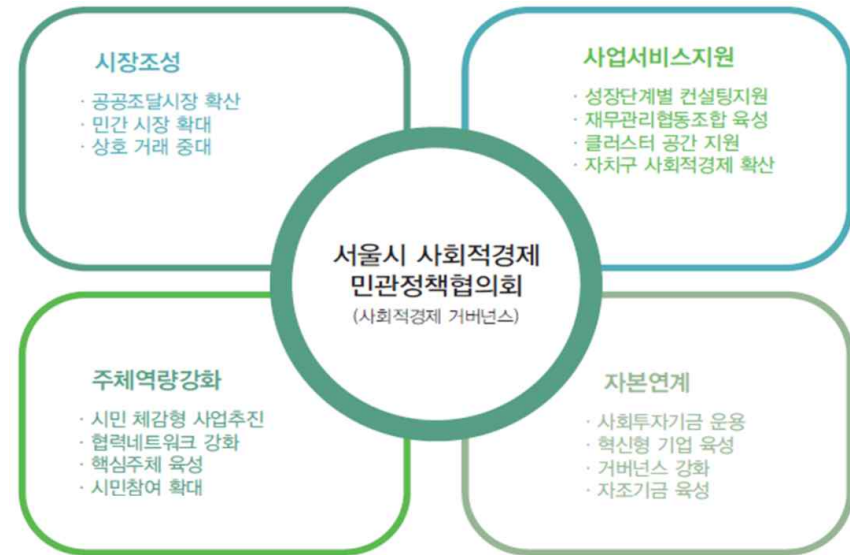 시장조성
· 공공조달시장 확산
· 민간 시장 확대
· 상호 거래 중대
사업서비스지원
· 성장단계별 컨설팅지원
· 재무관리협동조합 육성
· 클러스터 공간 지원
· 자치구 사회적경제 확산
서울시 사회적경제
민관정책협의회
(사회적경제 거버넌스)
주체역량강화
· 시민 체감형 사업추진
· 협력네트워크 강화
· 핵심주체 육성
· 시민참여 확대
자본연계
· 사회투자기금 운용
· 혁신형 기업 육성
· 거버넌스 강화
· 자조기금 육성